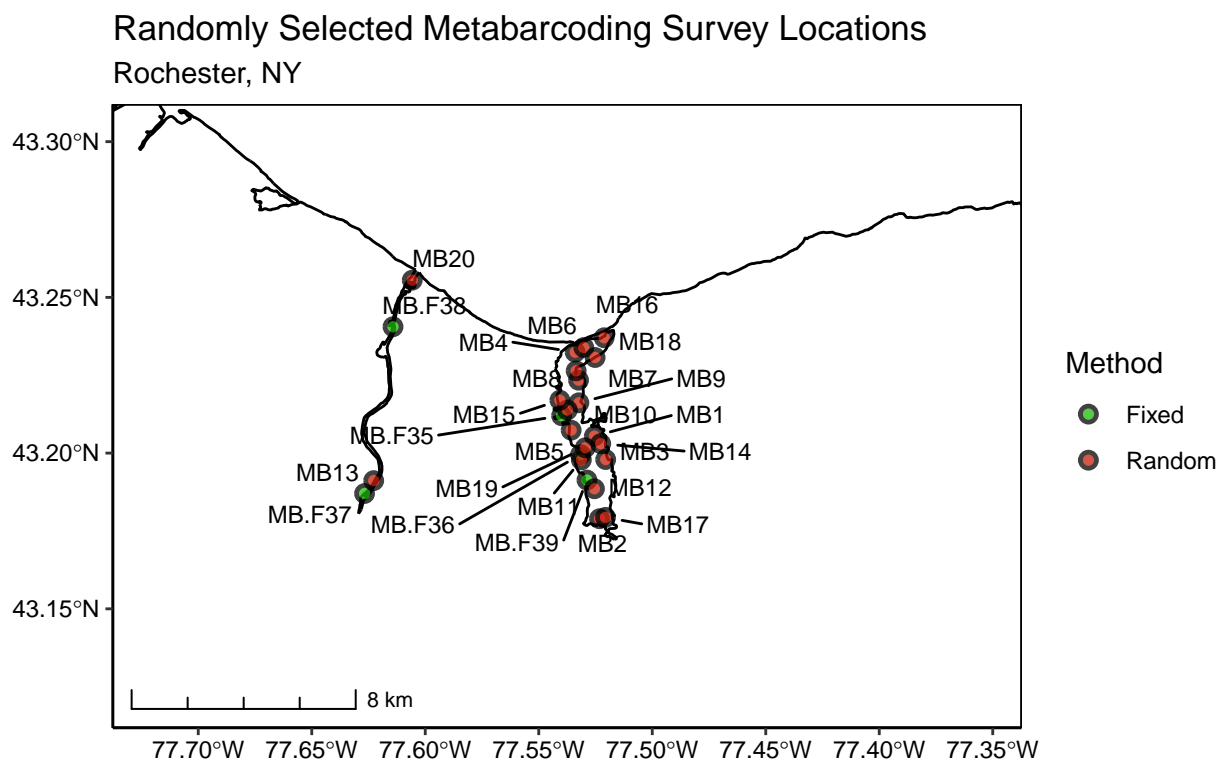 Randomly Selected Metabarcoding Survey Locations
Rochester, NY
43.30°N
43.25°N
43.20°N
43.15°N
MB20
MB.F38
MB16
MB6
MB4
MB18
MB8
MB7
MB9
MB15
MB10
MB1
MB.F35
MB5
MB3
MB14
MB13
MB19
MB12
MB11
MB.F37
MB.F36
MB17
MB.F39
MB2
8 km
77.70°W
77.65°W
77.60°W
77.55°W
77.50°W
77.45°W
77.40°W
77.35°W
Method
Fixed
Random